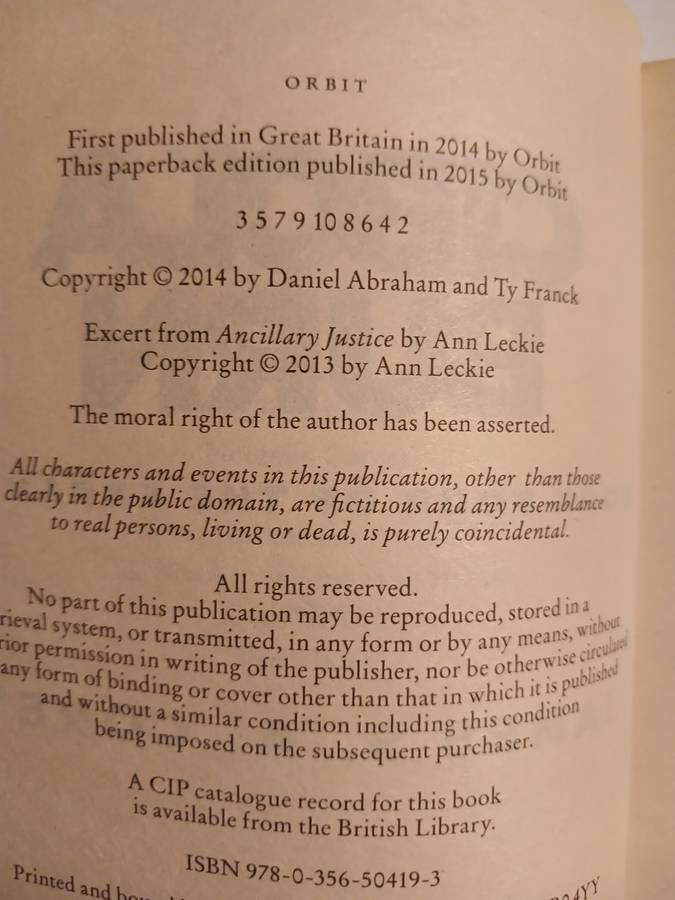 ORBIT
First published in Great Britain in 2014 by Orbit
This paperback edition published in 2015 by Orbit
3 5 7 9 10 8 6 4 2
Copyright © 2014 by Daniel Abraham and Ty Franck
Excert from Ancillary Justice by Ann Leckie
Copyright © 2013 by Ann Leckie
The moral right of the author has been asserted.
All characters and events in this publication, other than those
clearly in the public domain, are fictitious and any resemblance
to real persons, living or dead, is purely coincidental.
All rights reserved.
No part of this publication may be reproduced, stored in a
rieval system, or transmitted, in any form or by any means, without
rior permission in writing of the publisher, nor be otherwise circulated
any form of binding or cover other than that in which it is published
and without a similar condition including this condition
being imposed on the subsequent purchaser.
A CIP catalogue record for this book
is available from the British Library.
ISBN 978-0-356-50419-3
Printed and